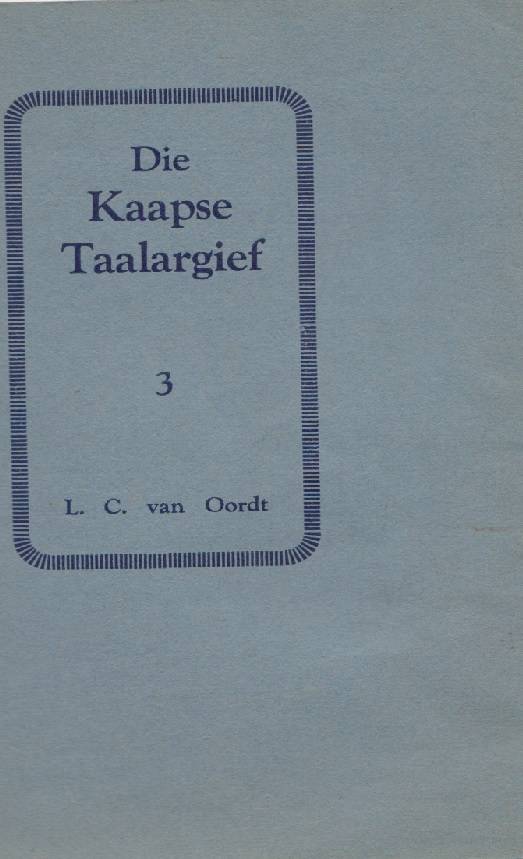 Die
Kaapse
Taalargief
3
L. C. van Oordt